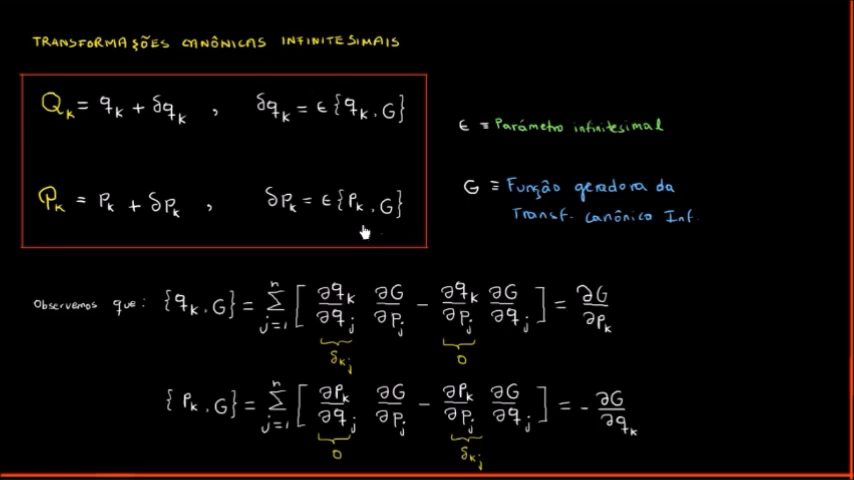 TRANSFORMAÇÕES CANÔNICAS INFINITESIMAIS
Qₖ = qₖ + δqₖ , δqₖ = ϵ{qₖ, G}
ϵ ≡ Parámetro infinitesimal
Pₖ = pₖ + δpₖ , δpₖ = ϵ{pₖ, G}
G ≡ Função geradora da
Transf. canônico Inf.
Observemos que: {qₖ, G} = Σ_{j=1}^{n} [ ∂qₖ/∂qⱼ ∂G/∂pⱼ - ∂qₖ/∂pⱼ ∂G/∂qⱼ ] = ∂G/∂pₖ
δₖⱼ 0
{pₖ, G} = Σ_{j=1}^{n} [ ∂pₖ/∂qⱼ ∂G/∂pⱼ - ∂pₖ/∂pⱼ ∂G/∂qⱼ ] = - ∂G/∂qₖ
0 δₖⱼ